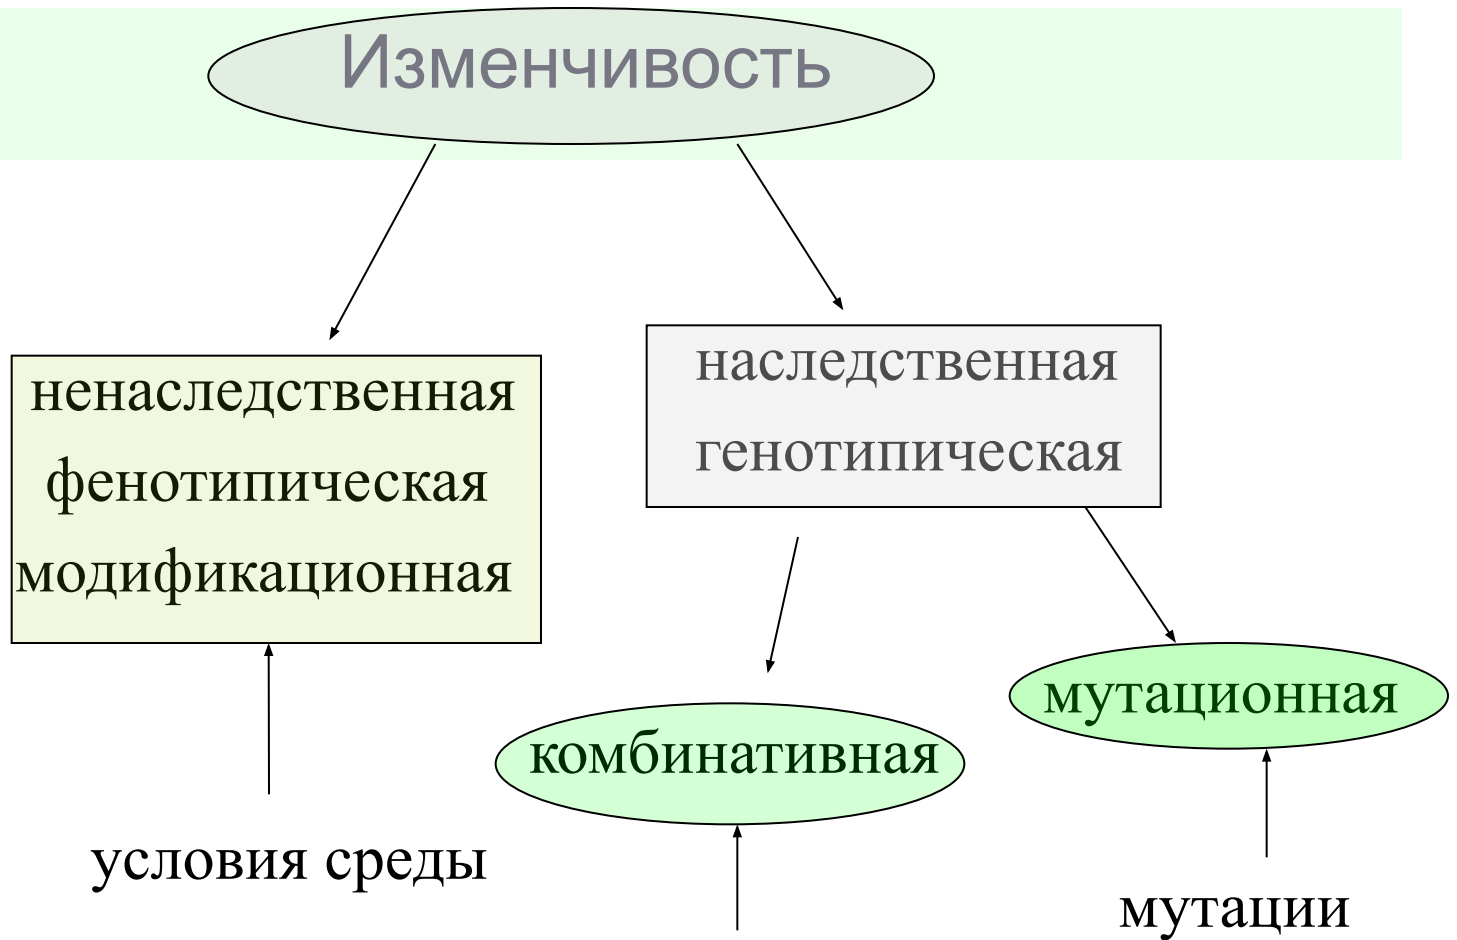 Изменчивость
ненаследственная
фенотипическая
модификационная
наследственная
генотипическая
комбинативная
мутационная
условия среды
мутации